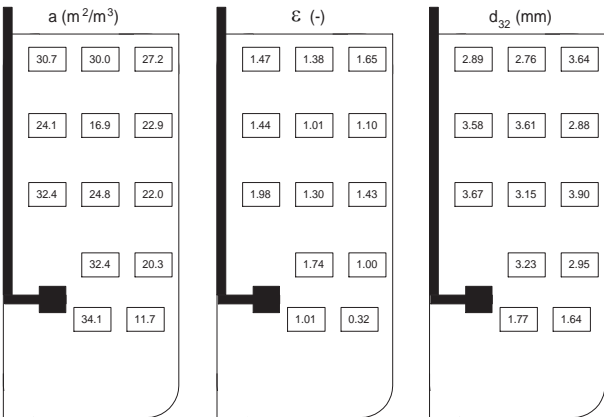 a (m²/m³) ε (-) d₃₂ (mm)
30.7 30.0 27.2 1.47 1.38 1.65 2.89 2.76 3.64
24.1 16.9 22.9 1.44 1.01 1.10 3.58 3.61 2.88
32.4 24.8 22.0 1.98 1.30 1.43 3.67 3.15 3.90
32.4 20.3 1.74 1.00 3.23 2.95
34.1 11.7 1.01 0.32 1.77 1.64